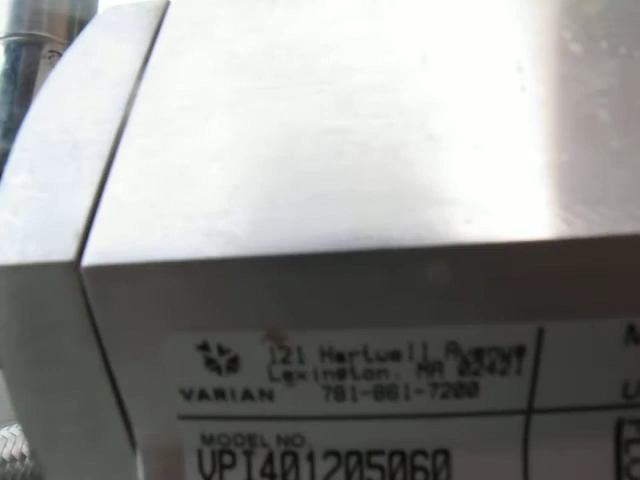 121 Hartwell Avenue
Lexington, MA 02421
VARIAN 781-861-7200
MODEL NO.
VPI401205060